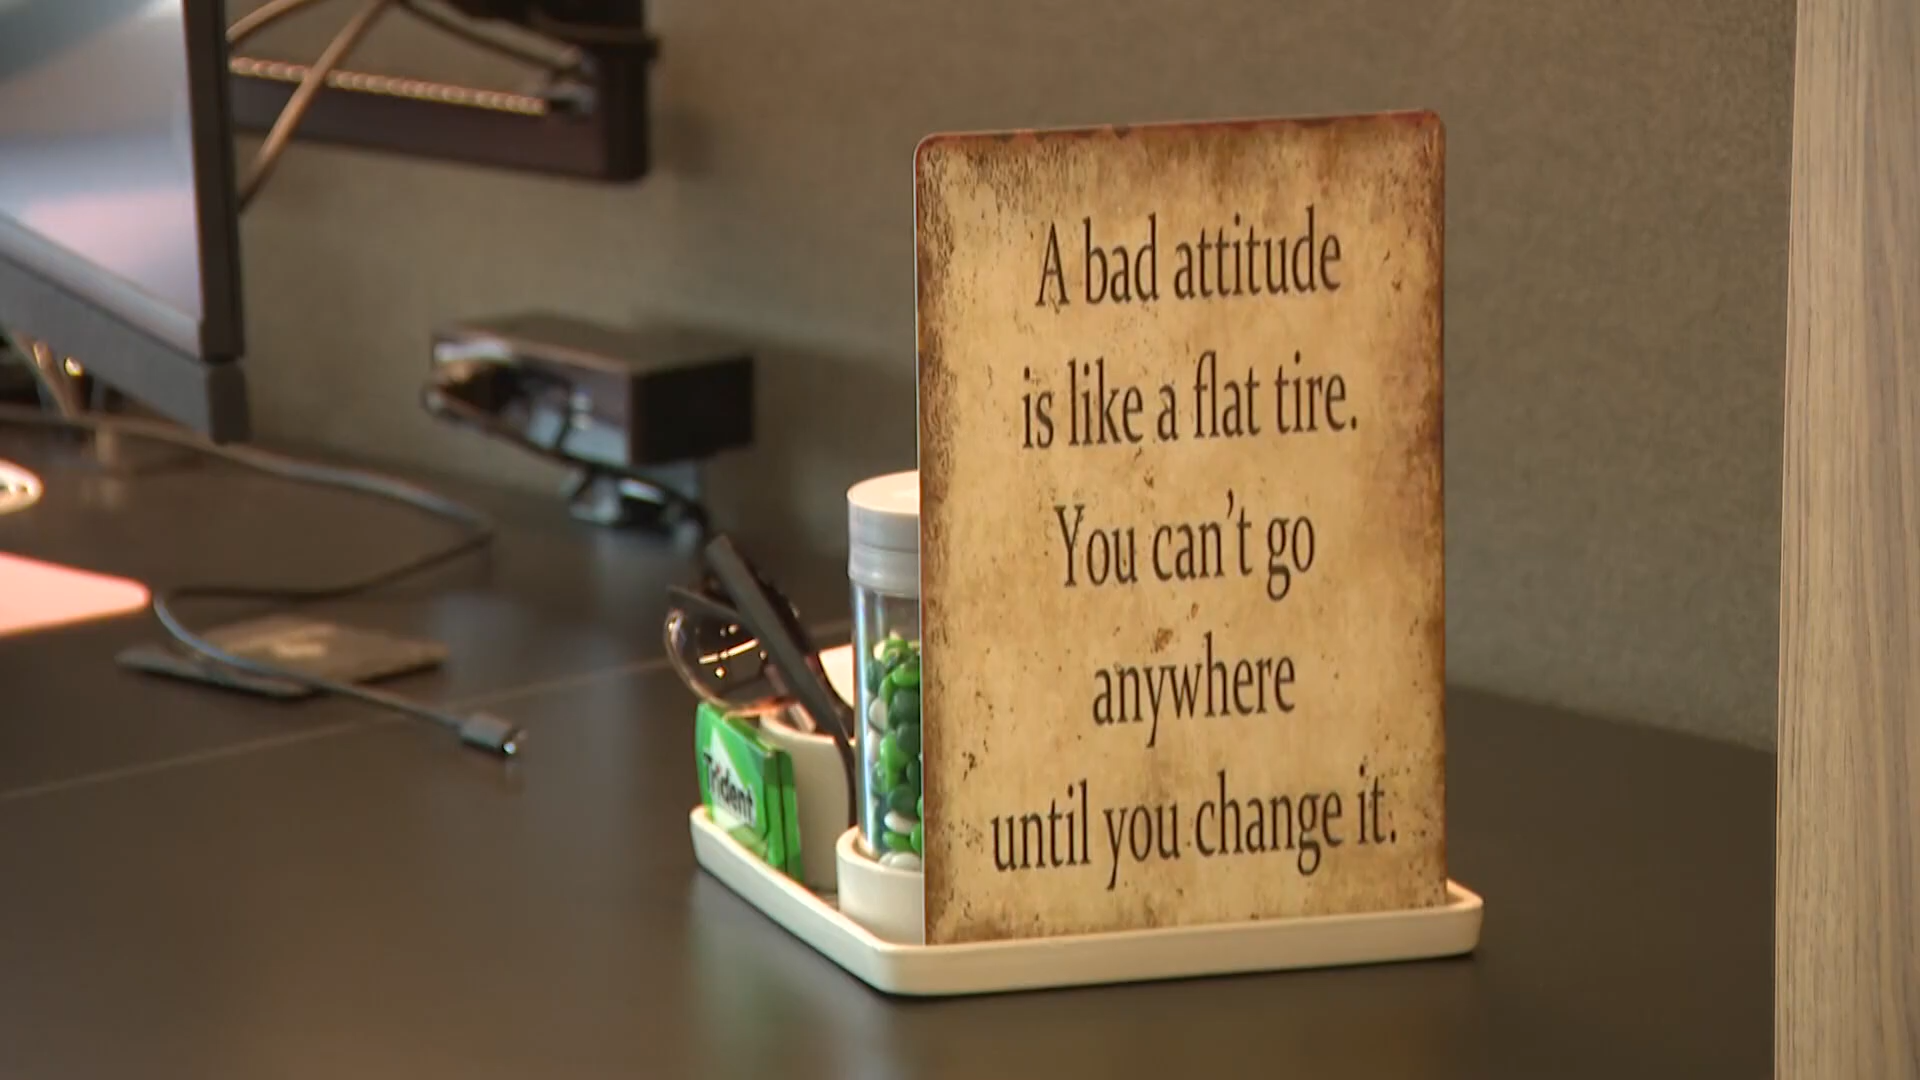 A bad attitude
is like a flat tire.
You can't go
anywhere
until you change it.
Trident